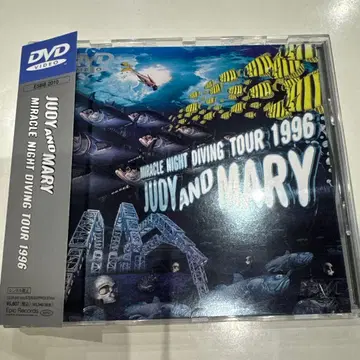 DVD
VIDEO
JUDY AND MARY
MIRACLE NIGHT DIVING TOUR 1996
Epic Records
MIRACLE NIGHT DIVING TOUR 1996
JUDY AND MARY